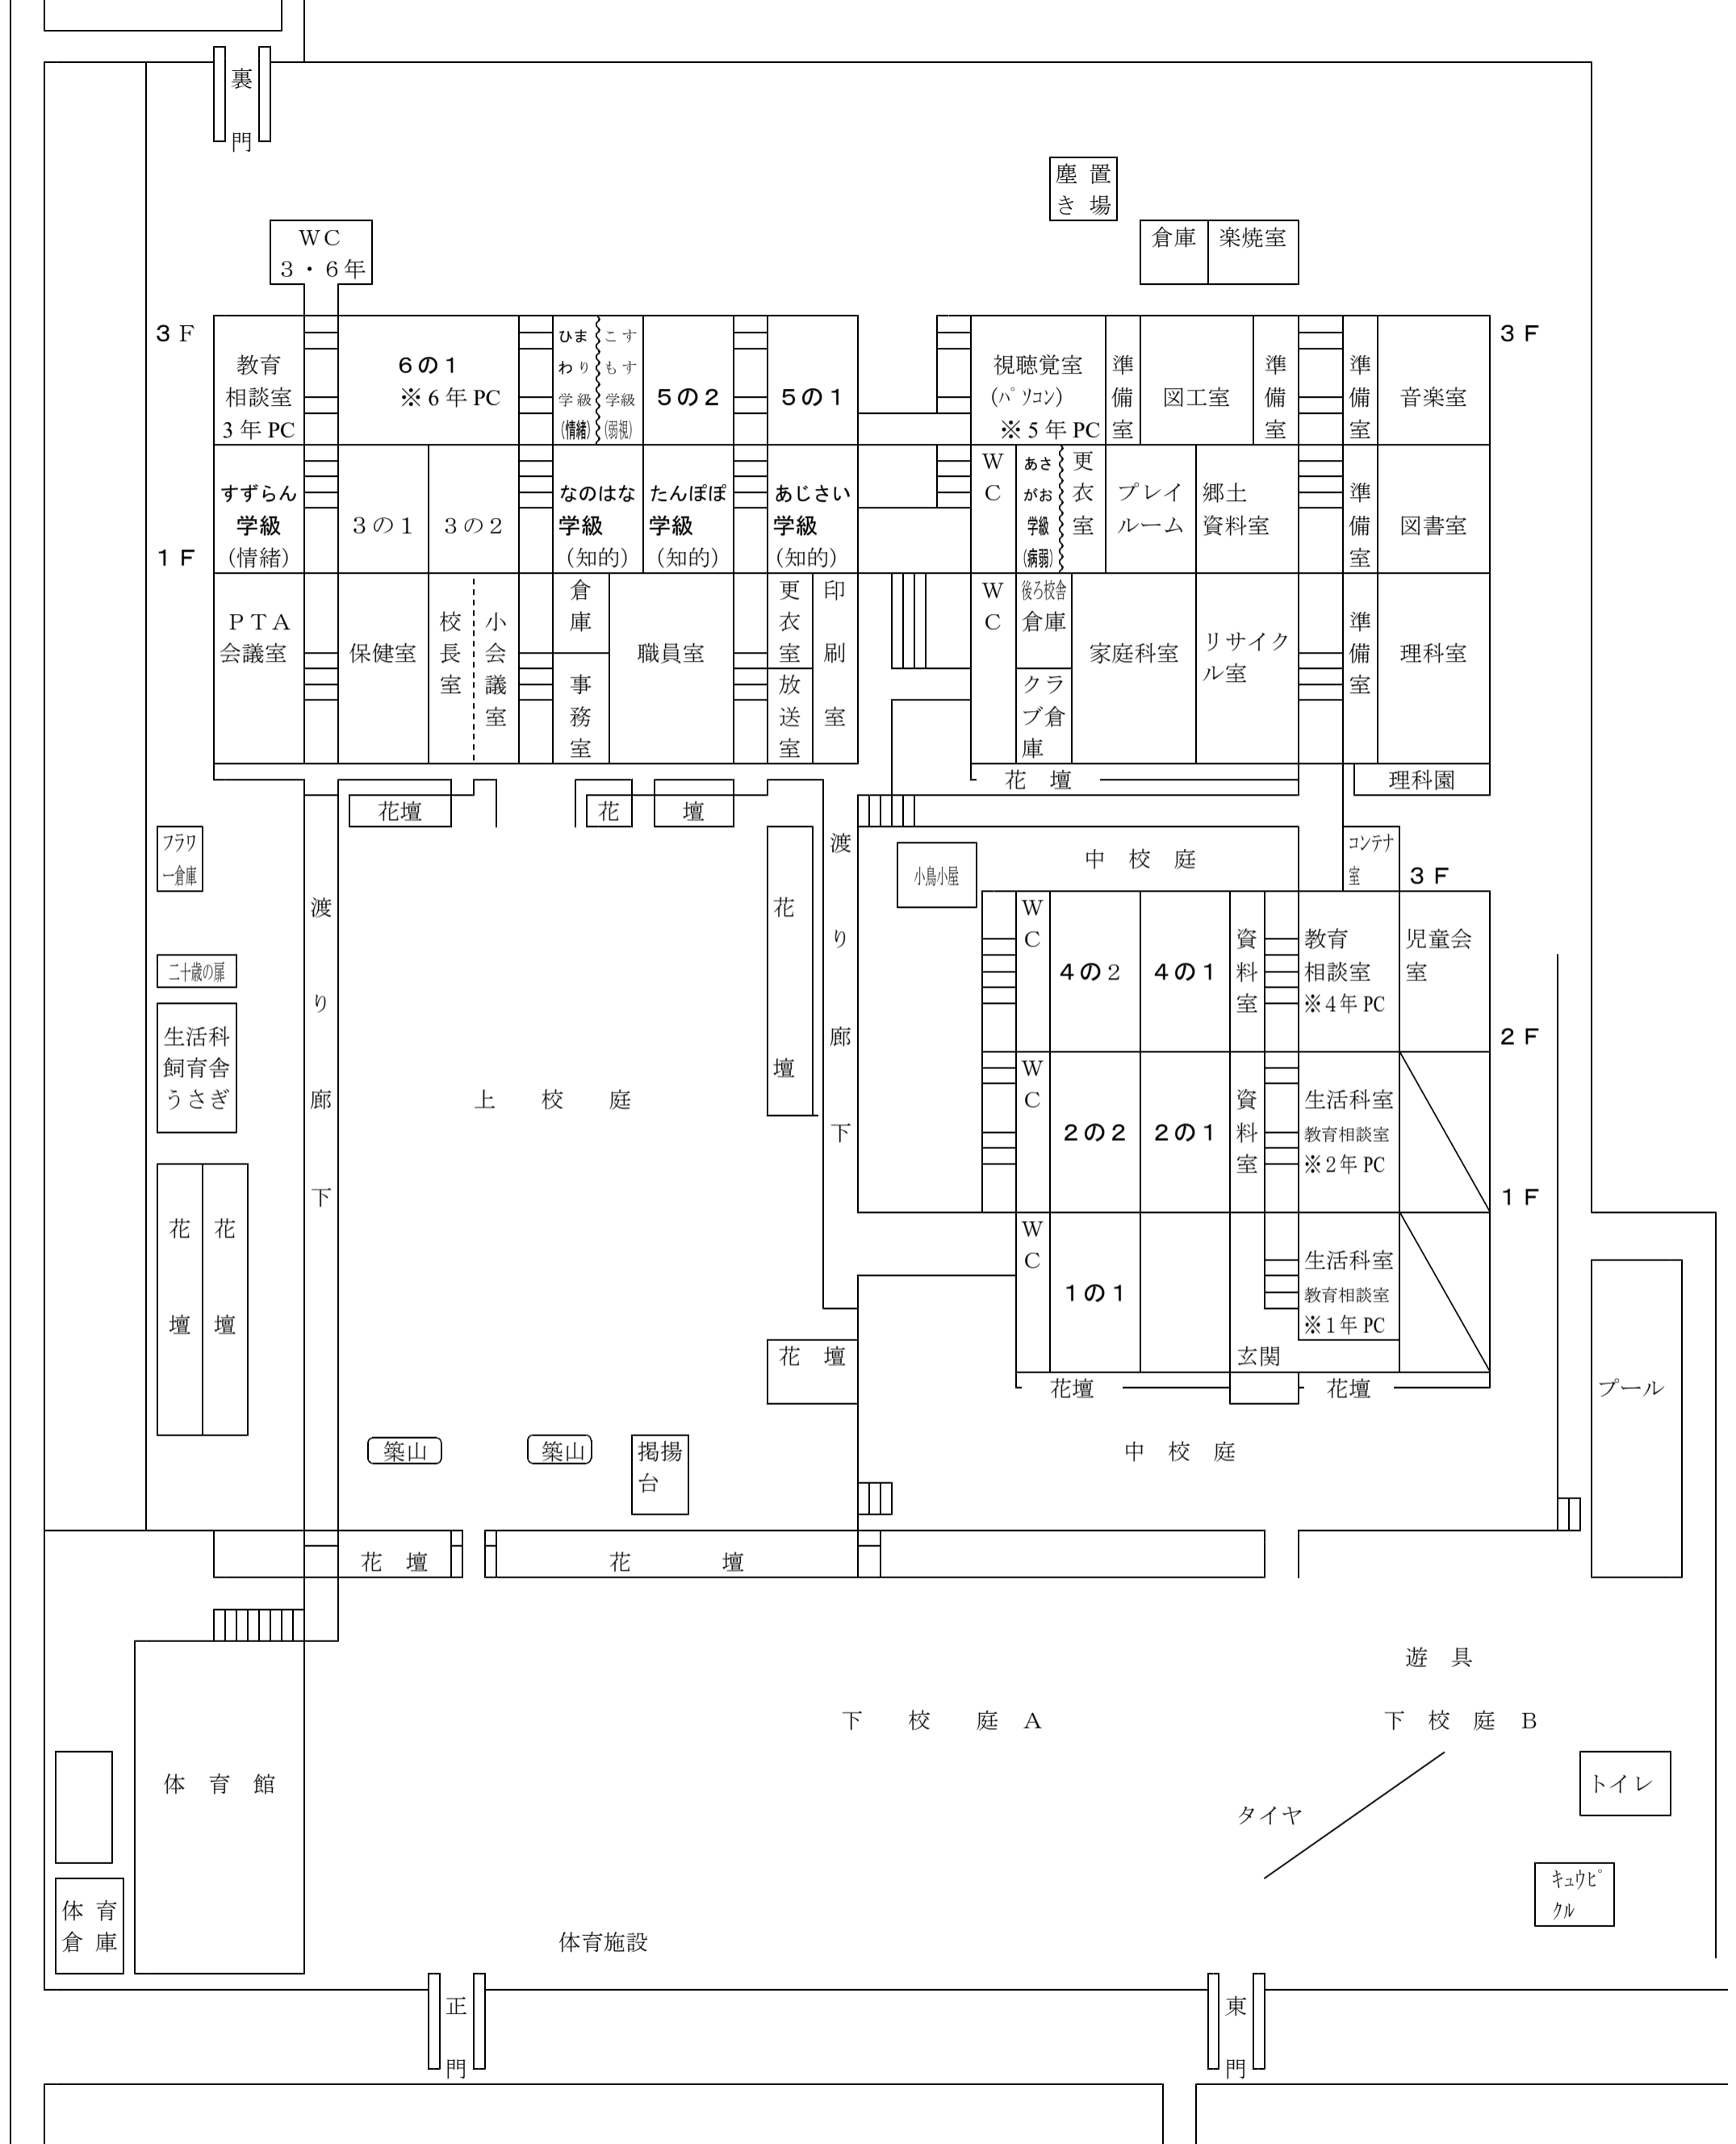 裏
門
塵 置
き 場
ＷＣ
３・６年
倉庫
楽焼室
３Ｆ
教育
相談室
3 年 PC
６の１
※６年 PC
ひま
わり
学級
(情緒)
こす
もす
学級
(弱視)
５の２
５の１
視聴覚室
(ﾊﾟｿｺﾝ)
※５年 PC
準
備
室
図工室
準
備
室
準
備
室
音楽室
３Ｆ
すずらん
学級
（情緒）
３の１
３の２
なのはな
学級
（知的）
たんぽぽ
学級
（知的）
あじさい
学級
（知的）
Ｗ
Ｃ
あさ
がお
学級
(病弱)
更
衣
室
プレイ
ルーム
郷土
資料室
準
備
室
図書室
１Ｆ
ＰＴＡ
会議室
保健室
校
長
室
小
会
議
室
倉
庫
事
務
室
職員室
更
衣
室
放
送
室
印
刷
室
Ｗ
Ｃ
後ろ校舎
倉庫
クラ
ブ倉
庫
家庭科室
リサイク
ル室
準
備
室
理科室
花壇
花
壇
花 壇
理科園
フラワ
ー倉庫
二十歳の扉
生活科
飼育舎
うさぎ
花
壇
花
壇
渡
り
廊
下
上 校 庭
花
壇
渡
り
廊
下
小鳥小屋
中 校 庭
コンテナ
室
３Ｆ
Ｗ
Ｃ
４の２
４の１
資
料
室
教育
相談室
※４年 PC
児童会
室
２Ｆ
Ｗ
Ｃ
２の２
２の１
資
料
室
生活科室
教育相談室
※２年 PC
１Ｆ
Ｗ
Ｃ
１の１
生活科室
教育相談室
※１年 PC
玄関
花壇
花壇
花 壇
プール
築山
築山
掲揚
台
中 校 庭
花 壇
花 壇
遊 具
下 校 庭 Ａ
下 校 庭 Ｂ
体 育 館
トイレ
タイヤ
キュウピ
クル
体 育
倉 庫
体育施設
正
門
東
門